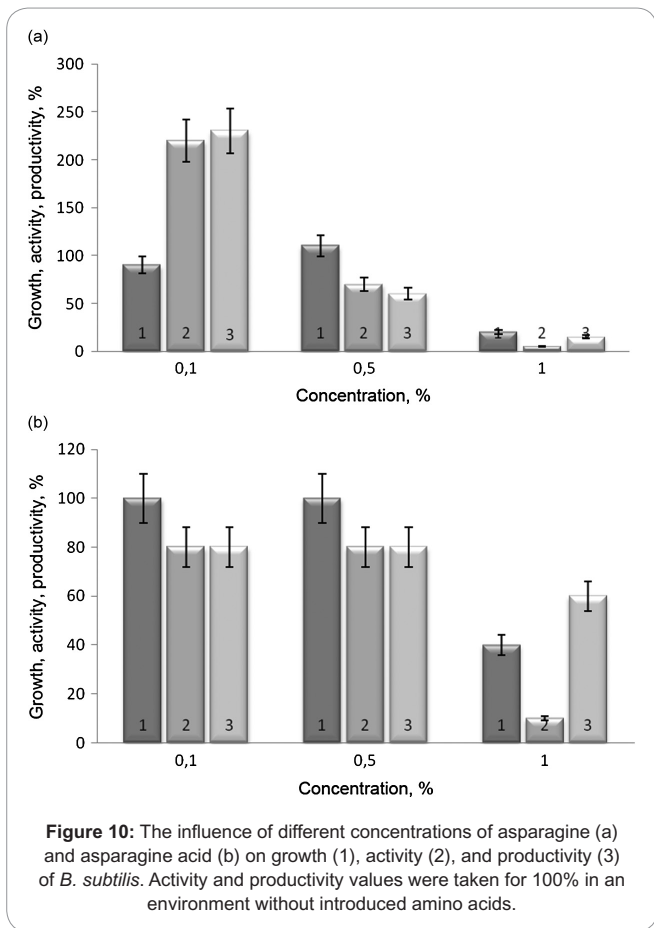 (a)
300
250
200
150
100
50
0
Growth, activity, productivity, %
1 2 3
1 2 3
1 2 3
0,1 0,5 1
Concentration, %
(b)
120
100
80
60
40
20
0
Growth, activity, productivity, %
1 2 3
1 2 3
1 2 3
0,1 0,5 1
Concentration, %
Figure 10: The influence of different concentrations of asparagine (a)
and asparagine acid (b) on growth (1), activity (2), and productivity (3)
of B. subtilis. Activity and productivity values were taken for 100% in an
environment without introduced amino acids.